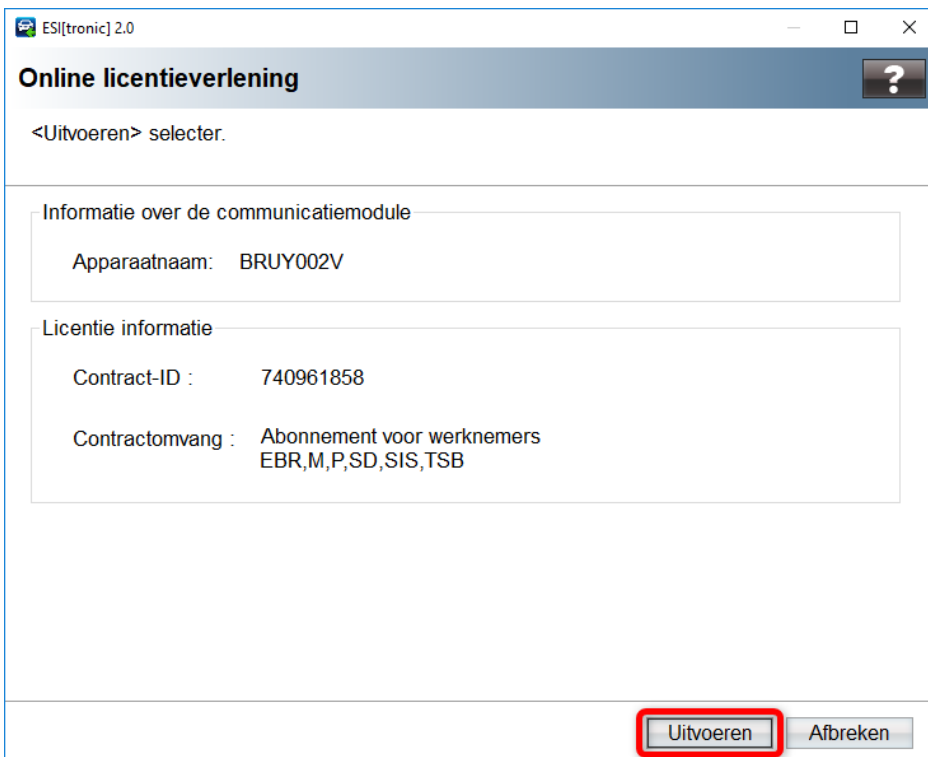 ESI[tronic] 2.0
Online licentieverlening
?
<Uitvoeren> selecter.
Informatie over de communicatiemodule
Apparaatnaam: BRUY002V
Licentie informatie
Contract-ID : 740961858
Contractomvang : Abonnement voor werknemers
EBR,M,P,SD,SIS,TSB
Uitvoeren Afbreken